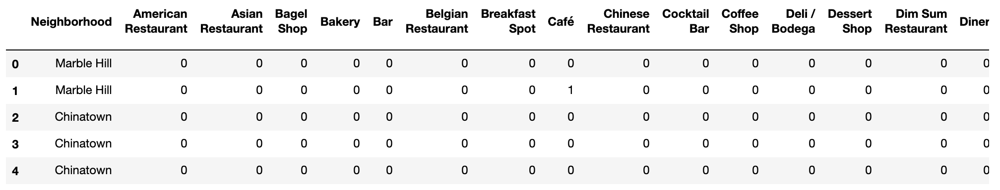 Neighborhood American Restaurant Asian Restaurant Bagel Shop Bakery Bar Belgian Restaurant Breakfast Spot Café Chinese Restaurant Cocktail Bar Coffee Shop Deli / Bodega Dessert Shop Dim Sum Restaurant Diner
0 Marble Hill 0 0 0 0 0 0 0 0 0 0 0 0 0 0 0
1 Marble Hill 0 0 0 0 0 0 0 1 0 0 0 0 0 0 0
2 Chinatown 0 0 0 0 0 0 0 0 0 0 0 0 0 0 0
3 Chinatown 0 0 0 0 0 0 0 0 0 0 0 0 0 0 0
4 Chinatown 0 0 0 0 0 0 0 0 0 0 0 0 0 0 0